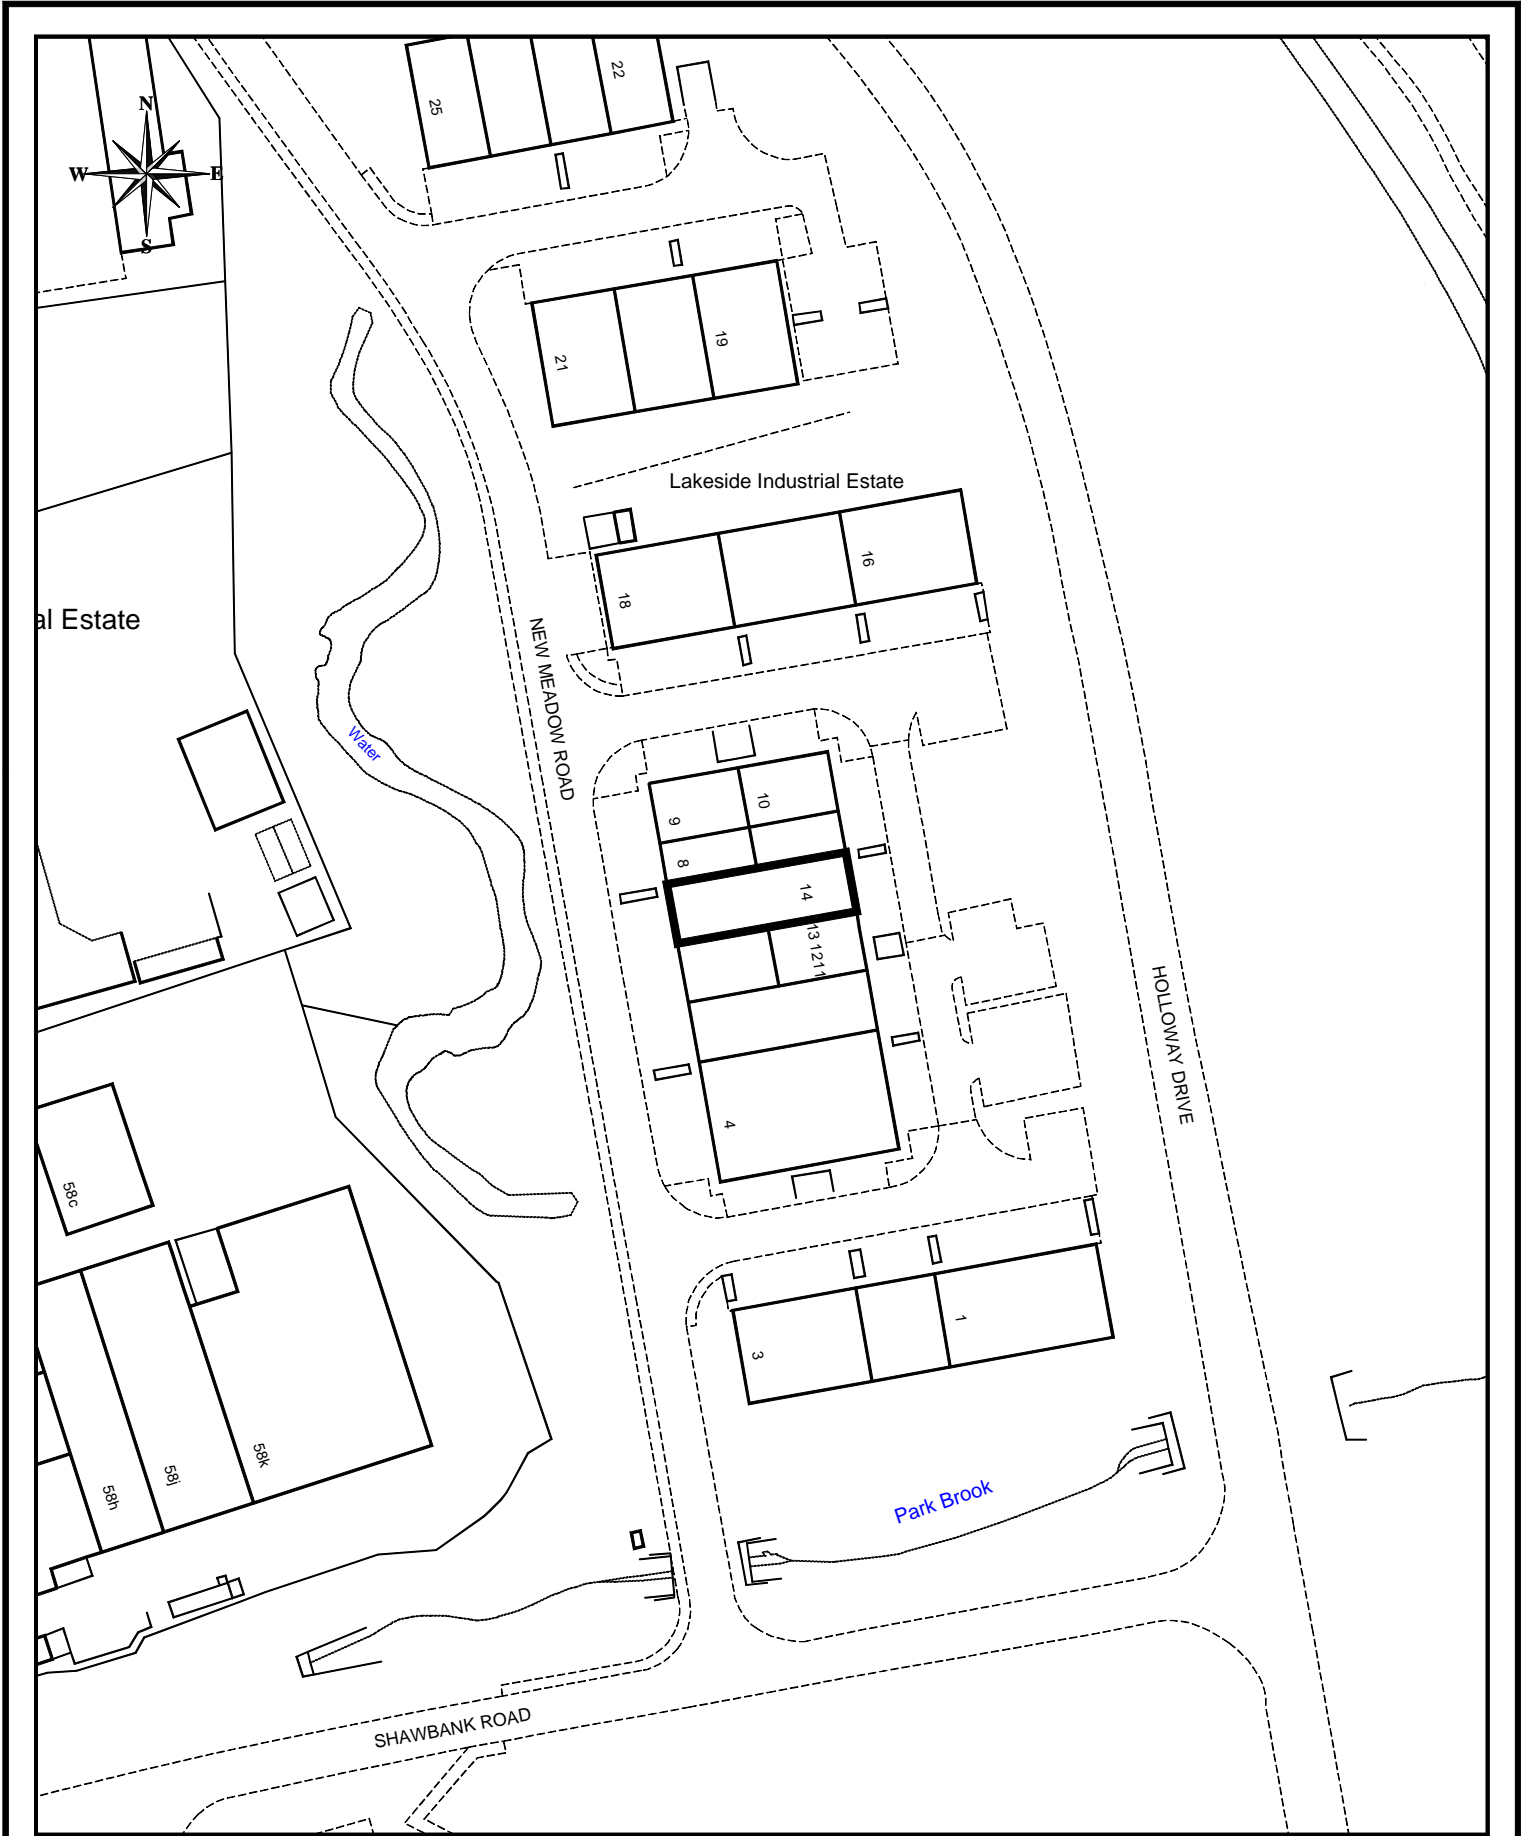 22
25
N
W
E
S
19
21
Lakeside Industrial Estate
16
18
al Estate
NEW MEADOW ROAD
Water
10
9
8
14
13
12
11
HOLLOWAY DRIVE
4
58c
1
3
58k
58j
58h
Park Brook
SHAWBANK ROAD